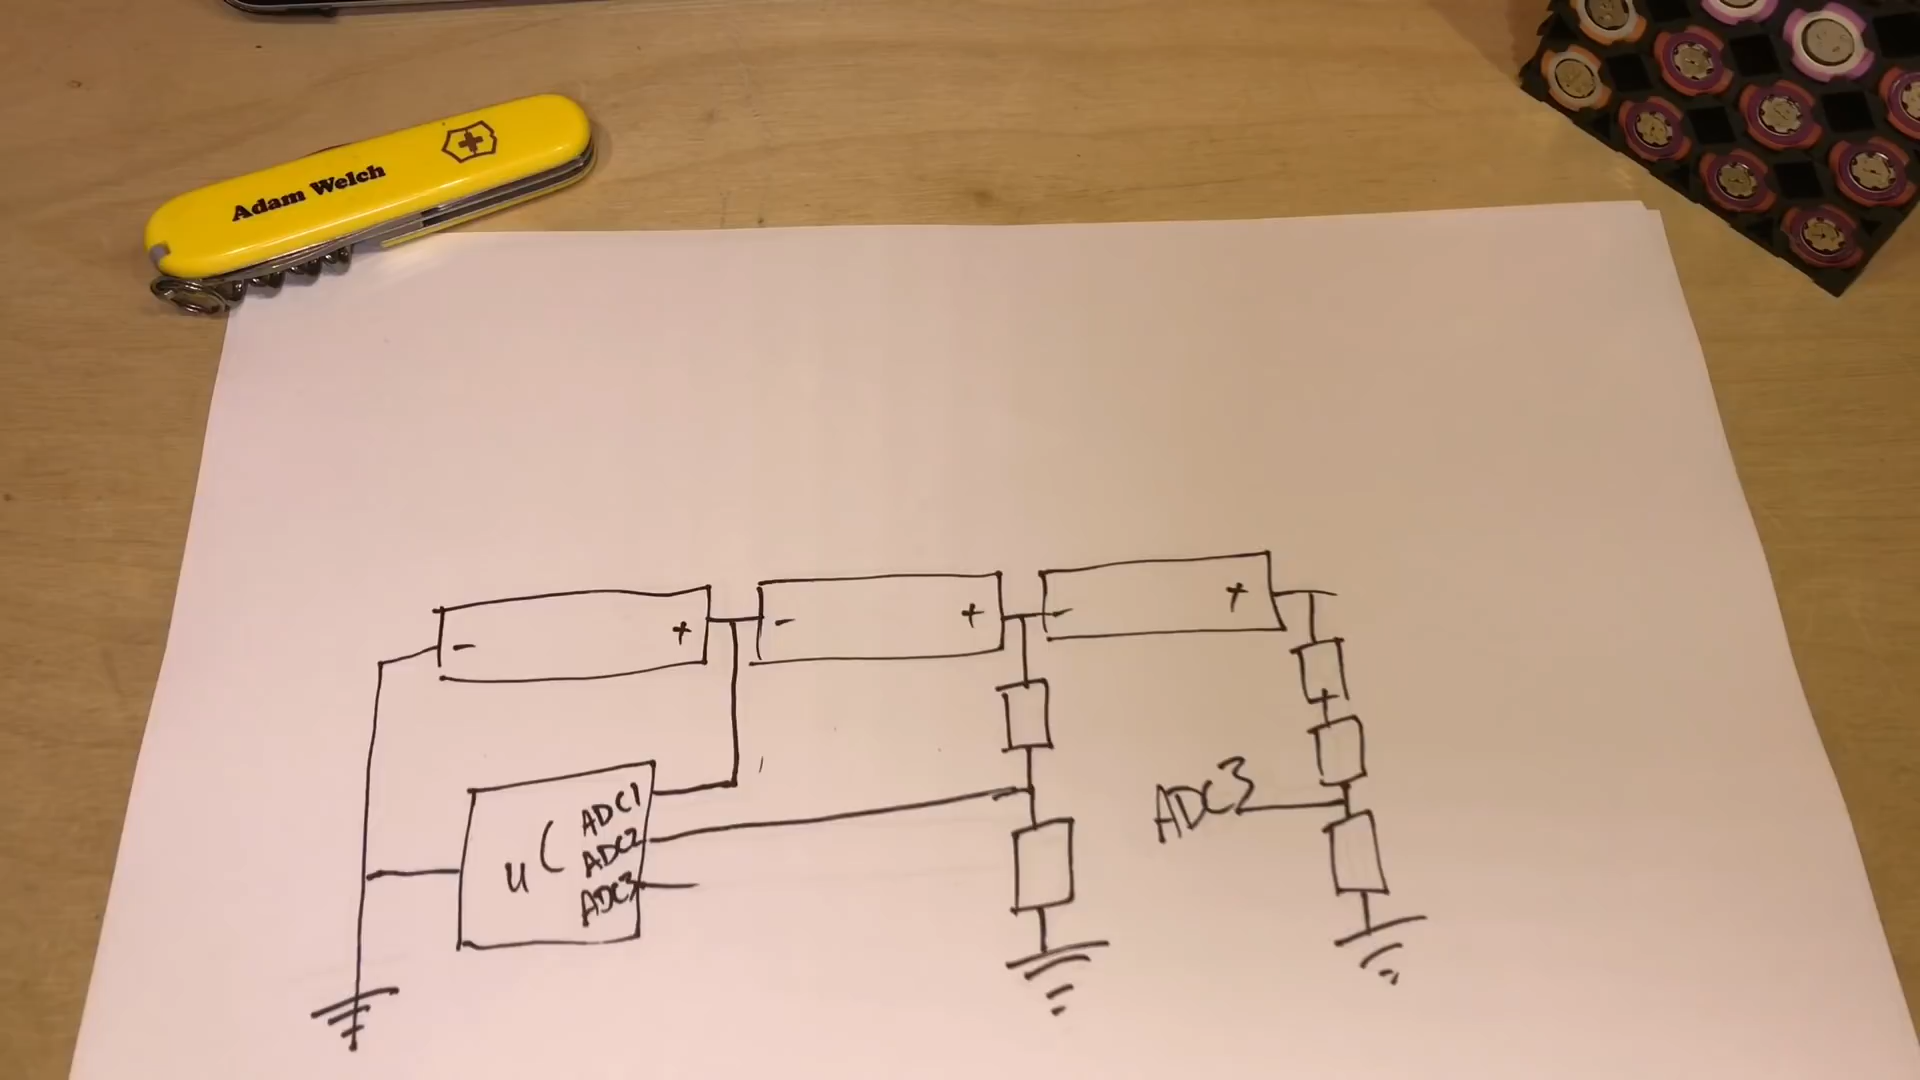 Adam Welch
- +
- +
- +
uC
ADC1
ADC2
ADC3
ADC3